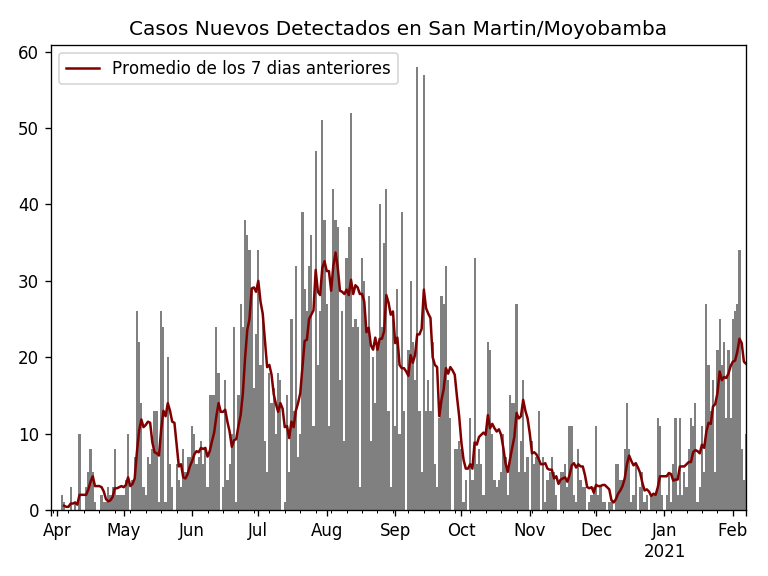 Casos Nuevos Detectados en San Martin/Moyobamba
Promedio de los 7 dias anteriores
60
50
40
30
20
10
0
Apr May Jun Jul Aug Sep Oct Nov Dec Jan Feb
2021